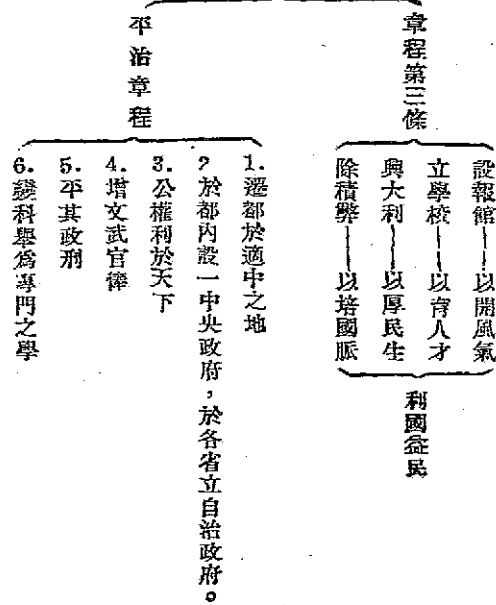 章程第三條
設報館——以開風氣
立學校——以育人才
興大利——以厚民生
除積弊——以培國脈
利國益民
平治章程
1.遷都於適中之地
2於都內設一中央政府,於各省立自治政府。
3.公權利於天下
4.增文武官俸
5.平其政刑
6.變科舉爲專門之學